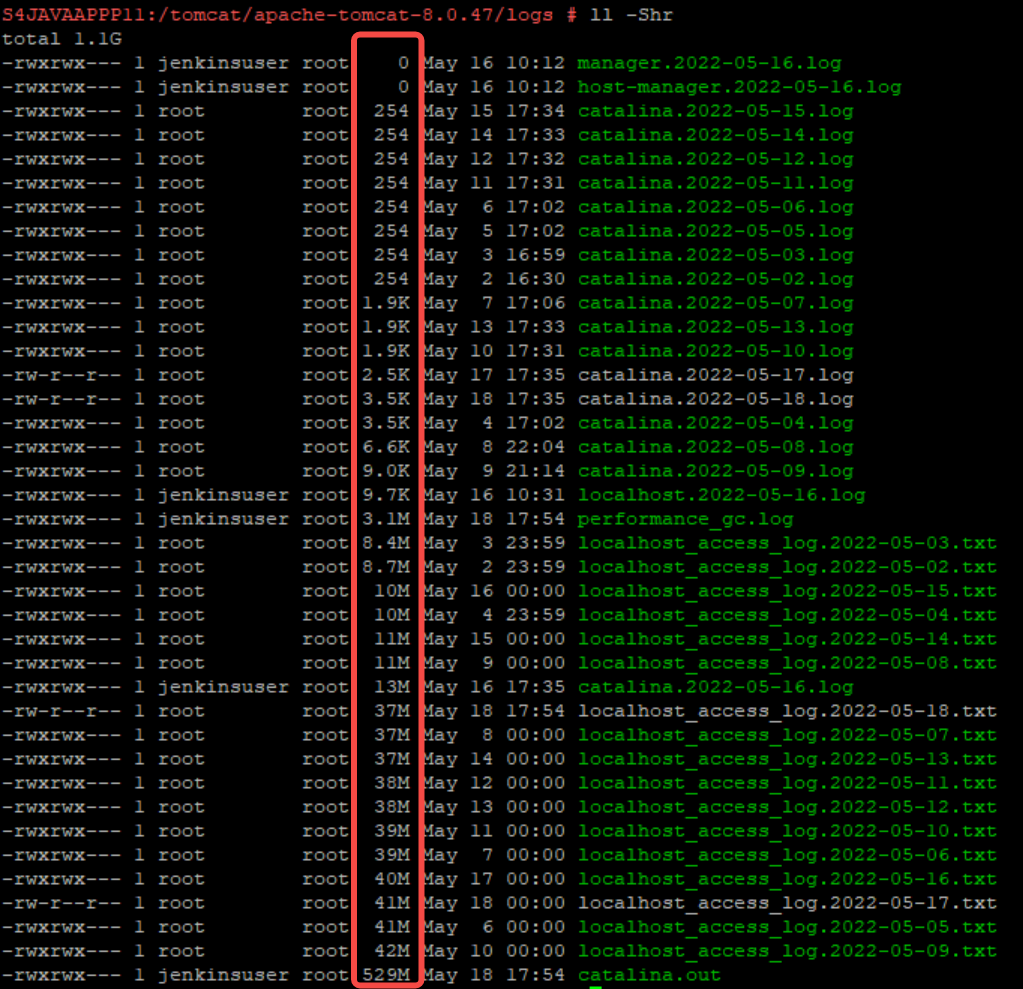 S4JAVAAPPP11:/tomcat/apache-tomcat-8.0.47/logs # ll -Shr
total 1.1G
-rwxrwx--- 1 jenkinsuser root    0 May 16 10:12 manager.2022-05-16.log
-rwxrwx--- 1 jenkinsuser root    0 May 16 10:12 host-manager.2022-05-16.log
-rwxrwx--- 1 root        root  254 May 15 17:34 catalina.2022-05-15.log
-rwxrwx--- 1 root        root  254 May 14 17:33 catalina.2022-05-14.log
-rwxrwx--- 1 root        root  254 May 12 17:32 catalina.2022-05-12.log
-rwxrwx--- 1 root        root  254 May 11 17:31 catalina.2022-05-11.log
-rwxrwx--- 1 root        root  254 May  6 17:02 catalina.2022-05-06.log
-rwxrwx--- 1 root        root  254 May  5 17:02 catalina.2022-05-05.log
-rwxrwx--- 1 root        root  254 May  3 16:59 catalina.2022-05-03.log
-rwxrwx--- 1 root        root  254 May  2 16:30 catalina.2022-05-02.log
-rwxrwx--- 1 root        root 1.9K May  7 17:06 catalina.2022-05-07.log
-rwxrwx--- 1 root        root 1.9K May 13 17:33 catalina.2022-05-13.log
-rwxrwx--- 1 root        root 1.9K May 10 17:31 catalina.2022-05-10.log
-rw-r--r-- 1 root        root 2.5K May 17 17:35 catalina.2022-05-17.log
-rw-r--r-- 1 root        root 3.5K May 18 17:35 catalina.2022-05-18.log
-rwxrwx--- 1 root        root 3.5K May  4 17:02 catalina.2022-05-04.log
-rwxrwx--- 1 root        root 6.6K May  8 22:04 catalina.2022-05-08.log
-rwxrwx--- 1 root        root 9.0K May  9 21:14 catalina.2022-05-09.log
-rwxrwx--- 1 jenkinsuser root 9.7K May 16 10:31 localhost.2022-05-16.log
-rwxrwx--- 1 jenkinsuser root 3.1M May 18 17:54 performance_gc.log
-rwxrwx--- 1 root        root 8.4M May  3 23:59 localhost_access_log.2022-05-03.txt
-rwxrwx--- 1 root        root 8.7M May  2 23:59 localhost_access_log.2022-05-02.txt
-rwxrwx--- 1 root        root  10M May 16 00:00 localhost_access_log.2022-05-15.txt
-rwxrwx--- 1 root        root  10M May  4 23:59 localhost_access_log.2022-05-04.txt
-rwxrwx--- 1 root        root  11M May 15 00:00 localhost_access_log.2022-05-14.txt
-rwxrwx--- 1 root        root  11M May  9 00:00 localhost_access_log.2022-05-08.txt
-rwxrwx--- 1 jenkinsuser root  13M May 16 17:35 catalina.2022-05-16.log
-rw-r--r-- 1 root        root  37M May 18 17:54 localhost_access_log.2022-05-18.txt
-rwxrwx--- 1 root        root  37M May  8 00:00 localhost_access_log.2022-05-07.txt
-rwxrwx--- 1 root        root  37M May 14 00:00 localhost_access_log.2022-05-13.txt
-rwxrwx--- 1 root        root  38M May 12 00:00 localhost_access_log.2022-05-11.txt
-rwxrwx--- 1 root        root  38M May 13 00:00 localhost_access_log.2022-05-12.txt
-rwxrwx--- 1 root        root  39M May 11 00:00 localhost_access_log.2022-05-10.txt
-rwxrwx--- 1 root        root  39M May  7 00:00 localhost_access_log.2022-05-06.txt
-rwxrwx--- 1 root        root  40M May 17 00:00 localhost_access_log.2022-05-16.txt
-rw-r--r-- 1 root        root  41M May 18 00:00 localhost_access_log.2022-05-17.txt
-rwxrwx--- 1 root        root  41M May  6 00:00 localhost_access_log.2022-05-05.txt
-rwxrwx--- 1 root        root  42M May 10 00:00 localhost_access_log.2022-05-09.txt
-rwxrwx--- 1 jenkinsuser root 529M May 18 17:54 catalina.out